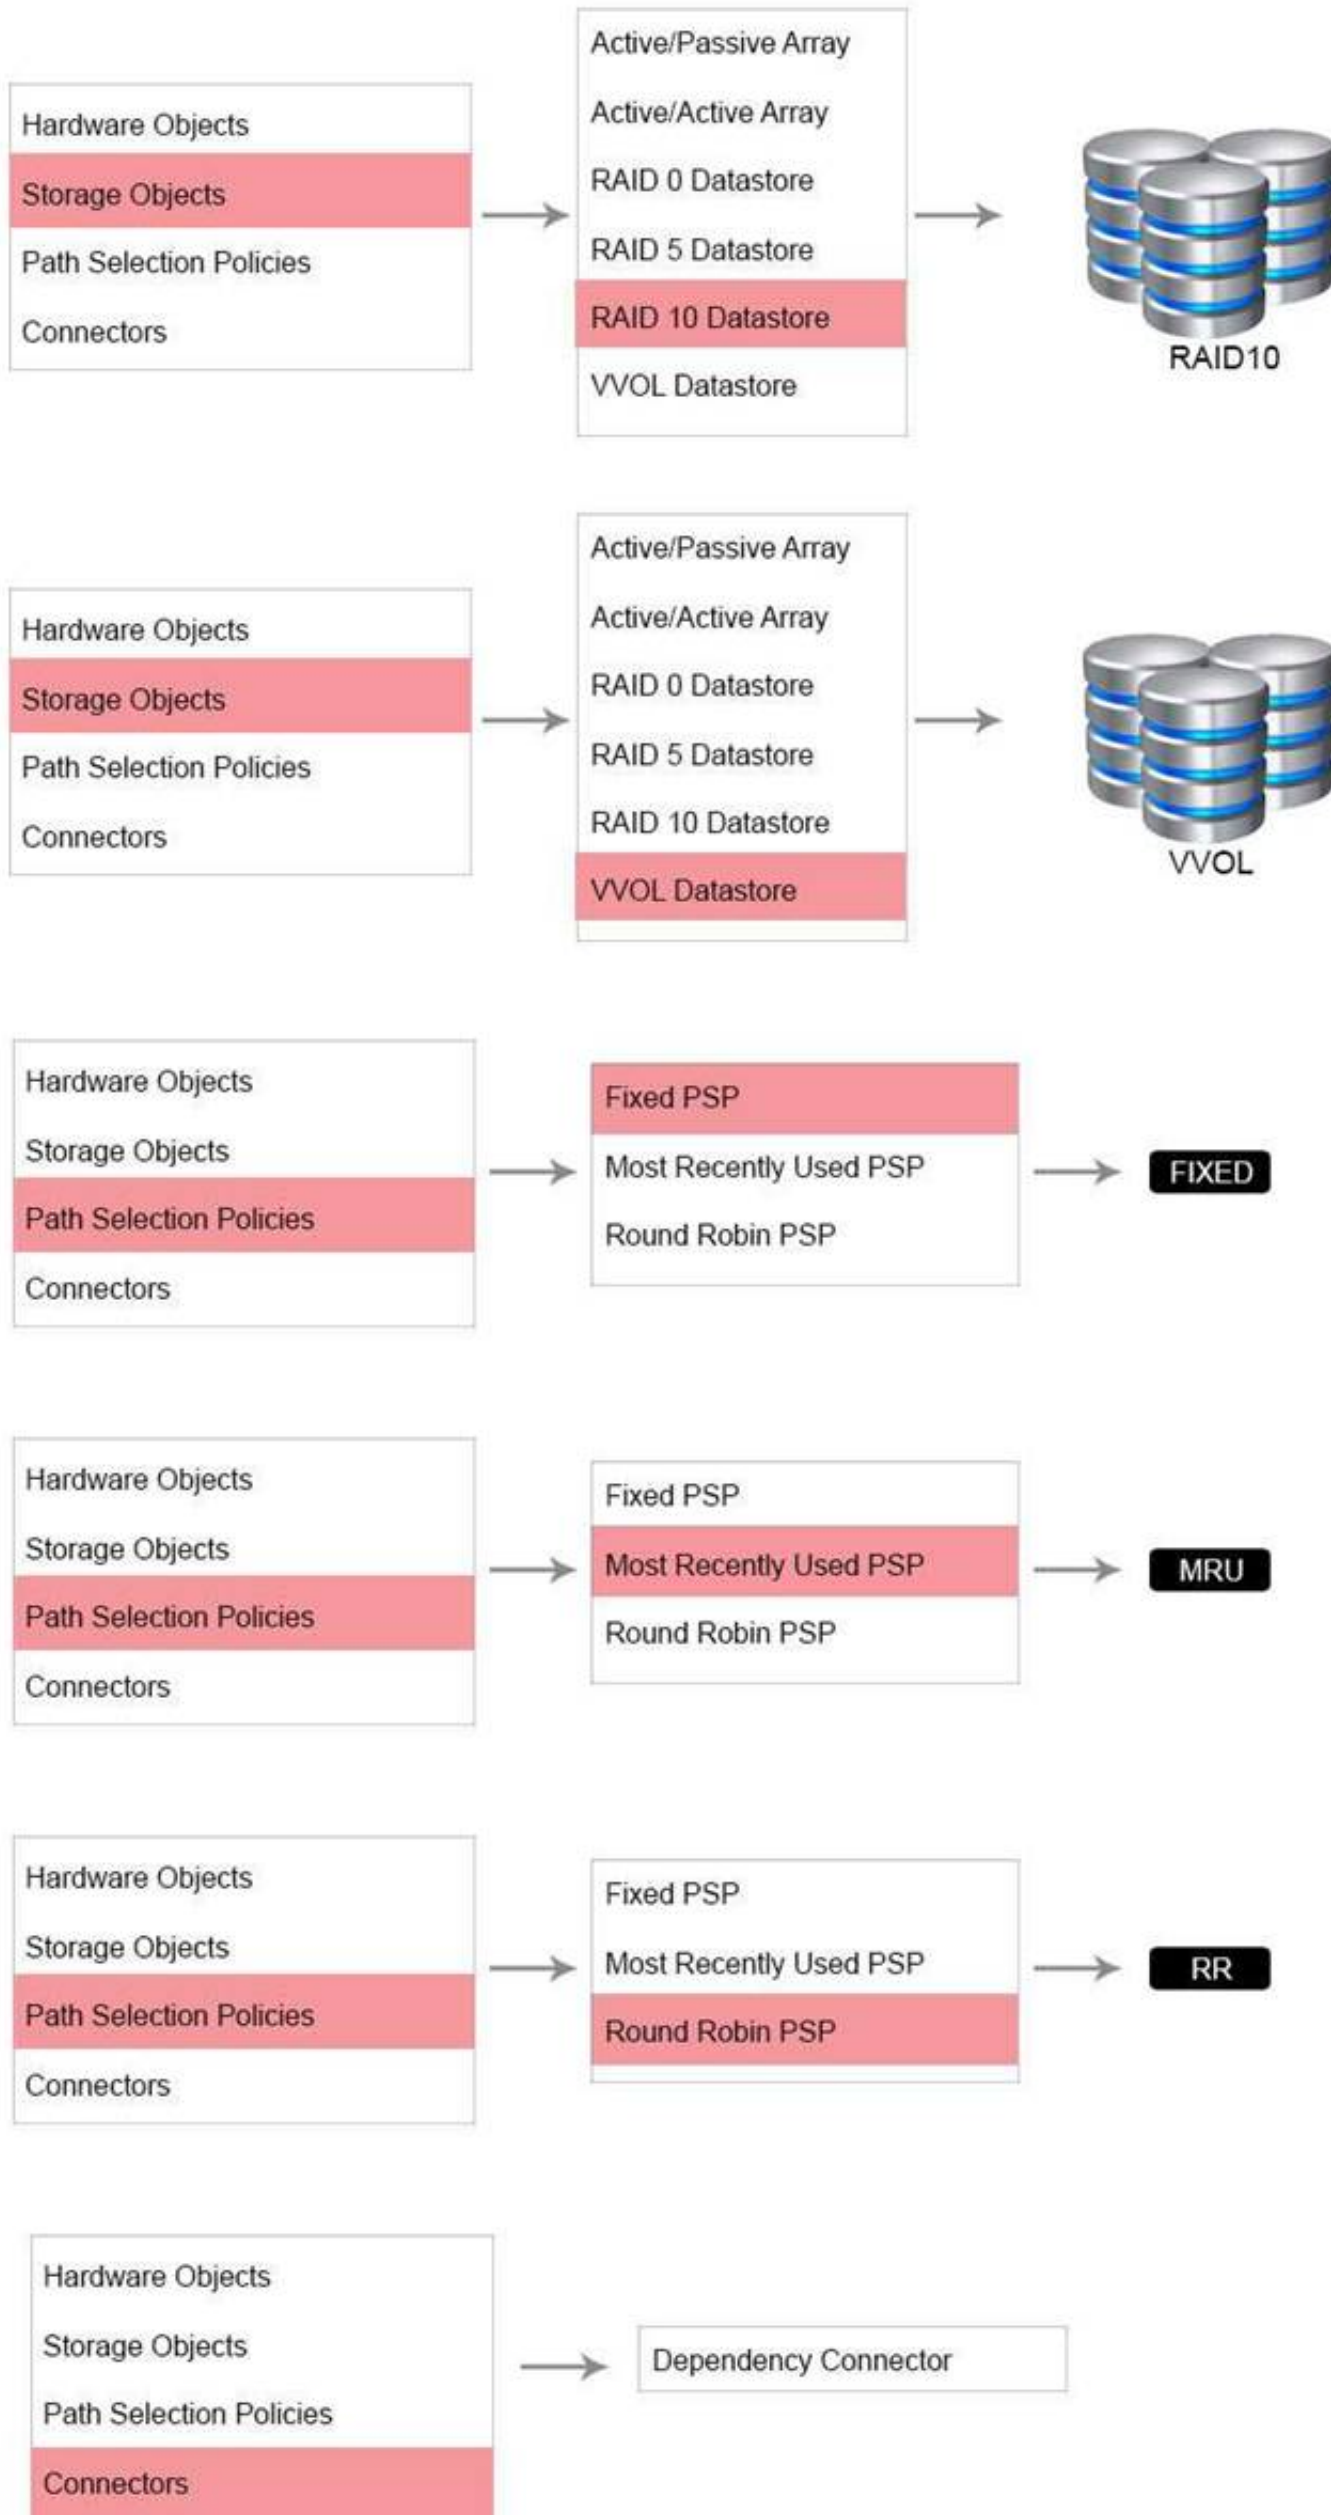 Hardware Objects
Storage Objects
Path Selection Policies
Connectors
Active/Passive Array
Active/Active Array
RAID 0 Datastore
RAID 5 Datastore
RAID 10 Datastore
VVOL Datastore
RAID10
Hardware Objects
Storage Objects
Path Selection Policies
Connectors
Active/Passive Array
Active/Active Array
RAID 0 Datastore
RAID 5 Datastore
RAID 10 Datastore
VVOL Datastore
VVOL
Hardware Objects
Storage Objects
Path Selection Policies
Connectors
Fixed PSP
Most Recently Used PSP
Round Robin PSP
FIXED
Hardware Objects
Storage Objects
Path Selection Policies
Connectors
Fixed PSP
Most Recently Used PSP
Round Robin PSP
MRU
Hardware Objects
Storage Objects
Path Selection Policies
Connectors
Fixed PSP
Most Recently Used PSP
Round Robin PSP
RR
Hardware Objects
Storage Objects
Path Selection Policies
Connectors
Dependency Connector